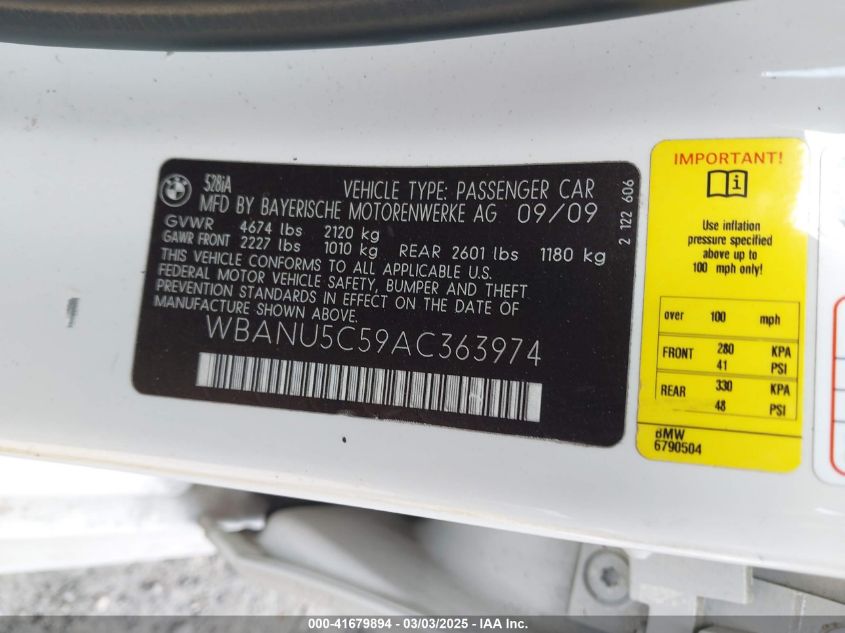 BMW
528iA
VEHICLE TYPE: PASSENGER CAR
MFD BY BAYERISCHE MOTORENWERKE AG 09/09
GVWR 4674 lbs 2120 kg
GAWR FRONT 2227 lbs 1010 kg REAR 2601 lbs 1180 kg
THIS VEHICLE CONFORMS TO ALL APPLICABLE U.S.
FEDERAL MOTOR VEHICLE SAFETY, BUMPER AND THEFT
PREVENTION STANDARDS IN EFFECT ON THE DATE OF
MANUFACTURE SHOWN ABOVE.
WBANU5C59AC363974
2 122 606
IMPORTANT!
Use inflation
pressure specified
above up to
100 mph only!
over 100 mph
FRONT 280 KPA
41 PSI
REAR 330 KPA
48 PSI
BMW
6790504
000-41679894 - 03/03/2025 - IAA Inc.